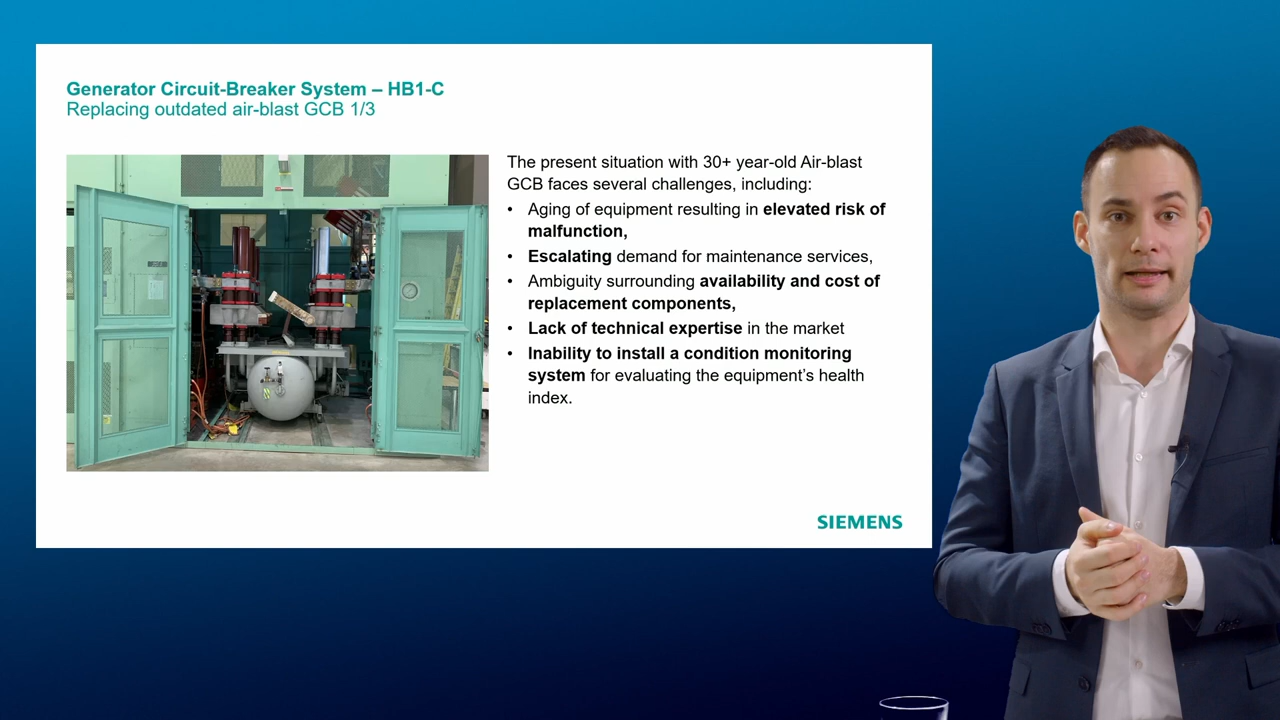 Generator Circuit-Breaker System – HB1-C
Replacing outdated air-blast GCB 1/3
The present situation with 30+ year-old Air-blast
GCB faces several challenges, including:
• Aging of equipment resulting in elevated risk of
malfunction,
• Escalating demand for maintenance services,
• Ambiguity surrounding availability and cost of
replacement components,
• Lack of technical expertise in the market
• Inability to install a condition monitoring
system for evaluating the equipment's health
index.
SIEMENS